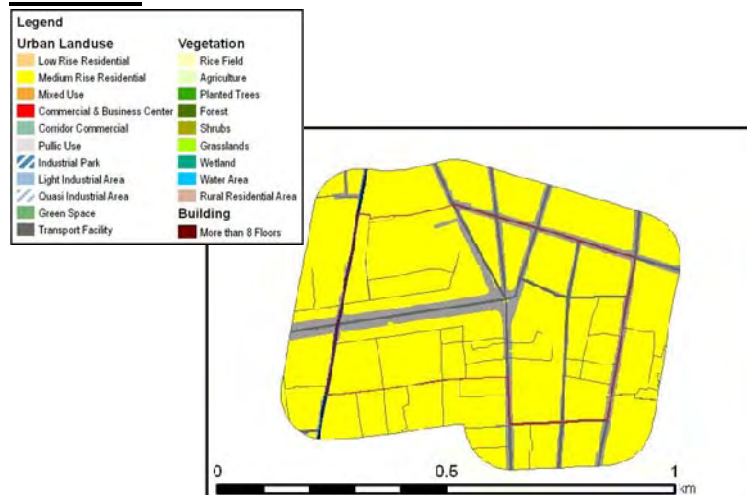 Legend
Urban Landuse
Low Rise Residential
Medium Rise Residential
Mixed Use
Commercial & Business Center
Corridor Commercial
Pullic Use
Industrial Park
Light Industrial Area
Quasi Industrial Area
Green Space
Transport Facility
Vegetation
Rice Field
Agriculture
Planted Trees
Forest
Shrubs
Grasslands
Wetland
Water Area
Rural Residential Area
Building
More than 8 Floors
0 0.5 1
km